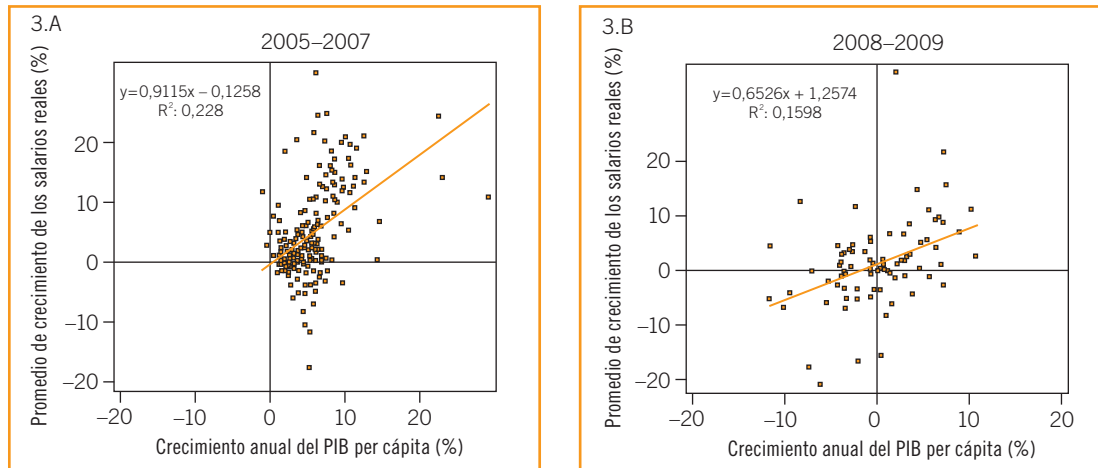 3.A
2005–2007
Promedio de crecimiento de los salarios reales (%)
y=0,9115x – 0,1258
R²: 0,228
20
10
0
–10
–20
–20
–10
0
10
20
Crecimiento anual del PIB per cápita (%)
3.B
2008–2009
Promedio de crecimiento de los salarios reales (%)
y=0,6526x + 1,2574
R²: 0,1598
20
10
0
–10
–20
–20
–10
0
10
20
Crecimiento anual del PIB per cápita (%)